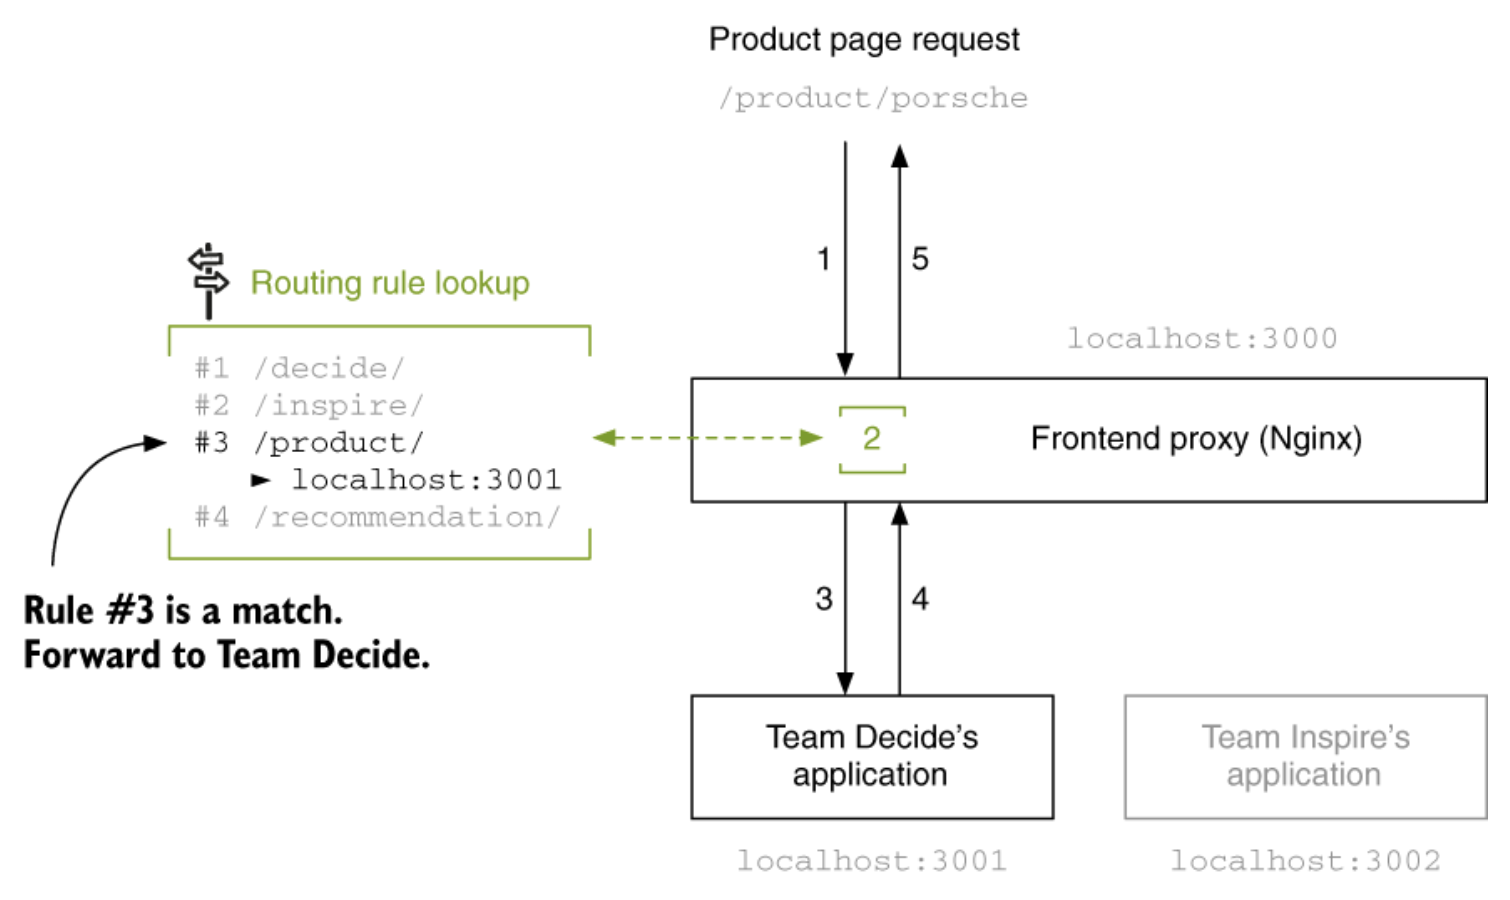 Product page request
/product/porsche
1
5
Routing rule lookup
localhost:3000
#1 /decide/
#2 /inspire/
#3 /product/
► localhost:3001
#4 /recommendation/
2
Frontend proxy (Nginx)
Rule #3 is a match.
Forward to Team Decide.
3
4
Team Decide’s
application
Team Inspire’s
application
localhost:3001
localhost:3002